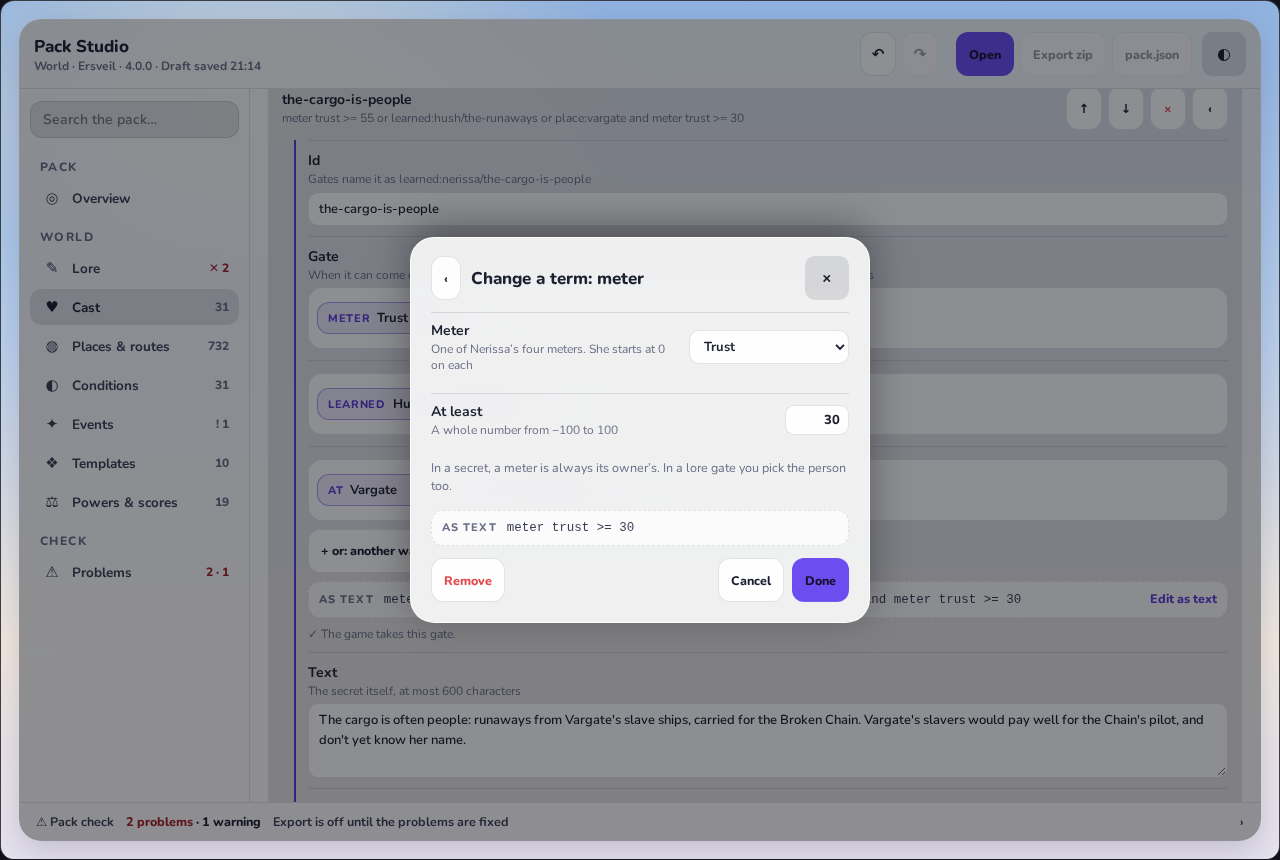 Pack Studio
World · Ersveil · 4.0.0 · Draft saved 21:14
Open
Export zip
pack.json
Search the pack...
PACK
Overview
WORLD
Lore
× 2
Cast
31
Places & routes
732
Conditions
31
Events
! 1
Templates
10
Powers & scores
19
CHECK
Problems
2 · 1
the-cargo-is-people
meter trust >= 55 or learned:hush/the-runaways or place:vargate and meter trust >= 30
Id
Gates name it as learned:nerissa/the-cargo-is-people
the-cargo-is-people
Gate
When it can come
METER Trust
LEARNED
AT Vargate
+ or: another
AS TEXT
meter trust >= 30
Edit as text
✓ The game takes this gate.
Text
The secret itself, at most 600 characters
The cargo is often people: runaways from Vargate's slave ships, carried for the Broken Chain. Vargate's slavers would pay well for the Chain's pilot, and
don't yet know her name.
Change a term: meter
×
Meter
One of Nerissa's four meters. She starts at 0
on each
Trust
At least
A whole number from −100 to 100
30
In a secret, a meter is always its owner's. In a lore gate you pick the person
too.
AS TEXT meter trust >= 30
Remove
Cancel
Done
⚠ Pack check 2 problems · 1 warning Export is off until the problems are fixed